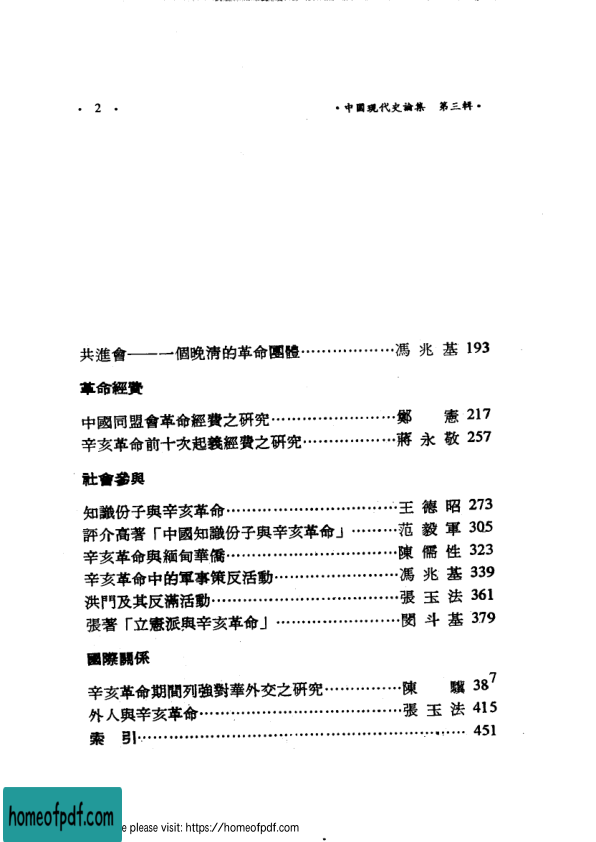 · 2 ·
·中國現代史論集 第三輯·
共進會——一個晚清的革命團體………………馮兆基 193
革命經費
中國同盟會革命經費之研究……………………鄭 憲 217
辛亥革命前十次起義經費之研究………………蔣永敬 257
社會參與
知識份子與辛亥革命……………………………王德昭 273
評介高著「中國知識份子與辛亥革命」………范毅軍 305
辛亥革命與緬甸華僑……………………………陳孺性 323
辛亥革命中的軍事策反活動……………………馮兆基 339
洪門及其反滿活動………………………………張玉法 361
張著「立憲派與辛亥革命」……………………閔斗基 379
國際關係
辛亥革命期間列強對華外交之研究……………陳 驥 387
外人與辛亥革命…………………………………張玉法 415
索 引……………………………………………………… 451
homeofpdf.com
e please visit: https://homeofpdf.com